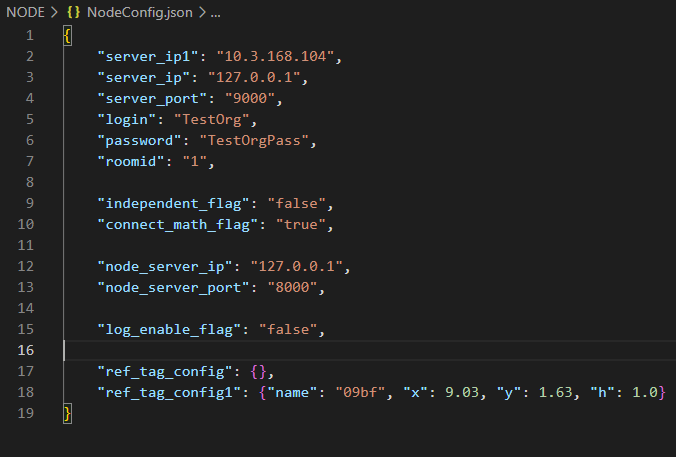 NODE > {} NodeConfig.json > ...
1 {
2 "server_ip1": "10.3.168.104",
3 "server_ip": "127.0.0.1",
4 "server_port": "9000",
5 "login": "TestOrg",
6 "password": "TestOrgPass",
7 "roomid": "1",
8
9 "independent_flag": "false",
10 "connect_math_flag": "true",
11
12 "node_server_ip": "127.0.0.1",
13 "node_server_port": "8000",
14
15 "log_enable_flag": "false",
16
17 "ref_tag_config": {},
18 "ref_tag_config1": {"name": "09bf", "x": 9.03, "y": 1.63, "h": 1.0}
19 }